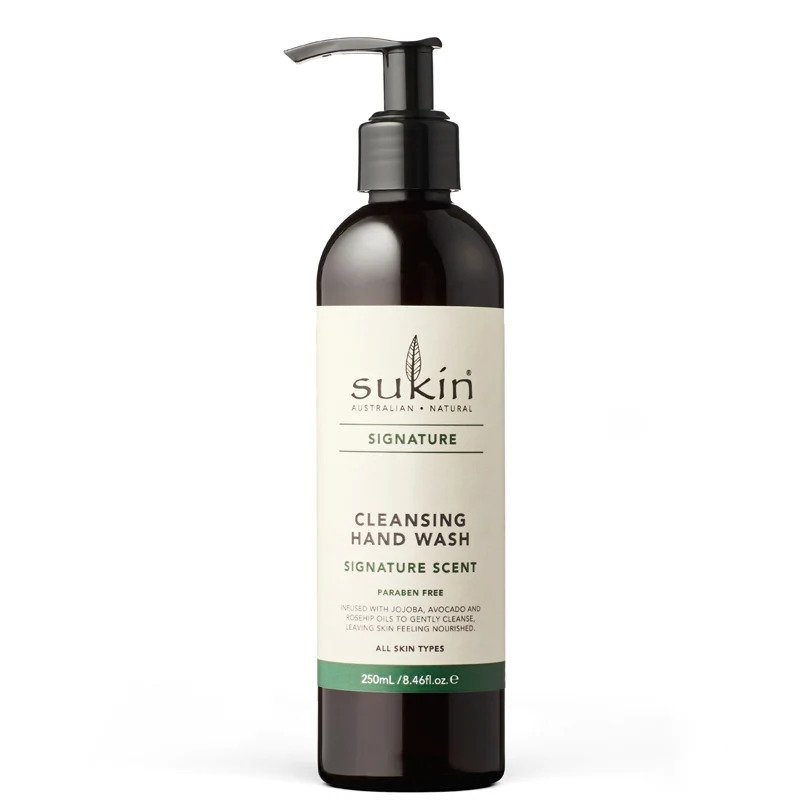 sukin®
AUSTRALIAN • NATURAL
SIGNATURE
CLEANSING
HAND WASH
SIGNATURE SCENT
PARABEN FREE
INFUSED WITH JOJOBA, AVOCADO AND
ROSEHIP OILS TO GENTLY CLEANSE,
LEAVING SKIN FEELING NOURISHED.
ALL SKIN TYPES
250mL/8.46fl.oz.℮